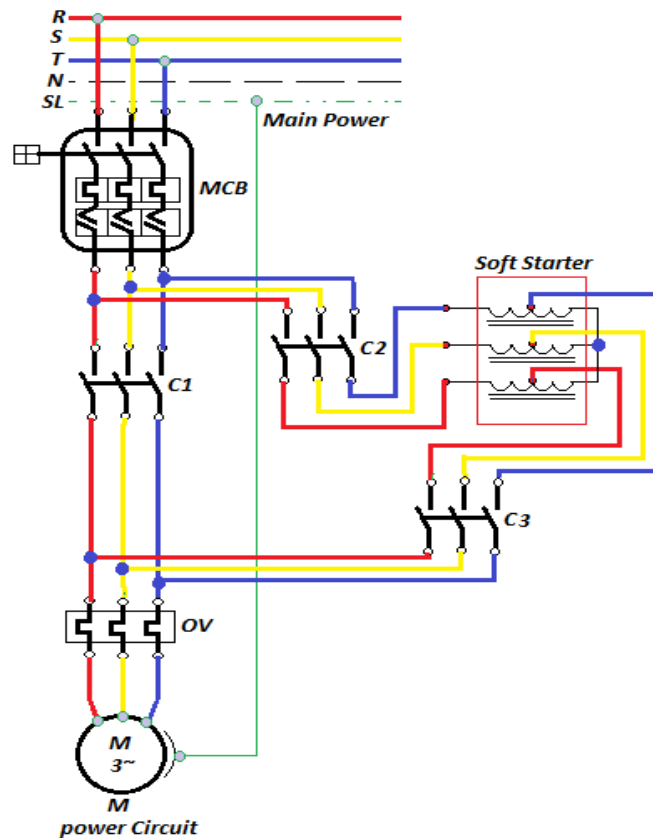 R
S
T
N
SL
Main Power
MCB
Soft Starter
C2
C1
C3
OV
M
3~
M
power Circuit